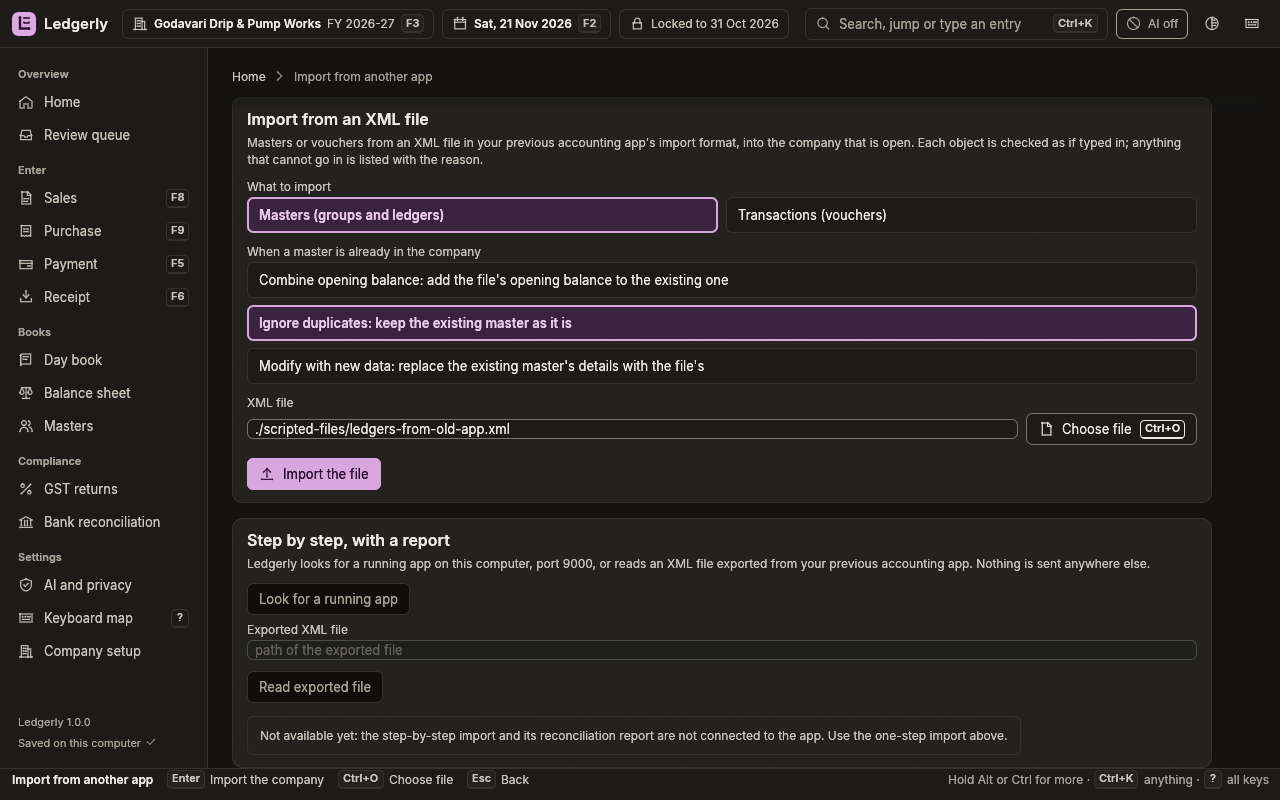 Ledgerly
Godavari Drip & Pump Works FY 2026-27 F3
Sat, 21 Nov 2026 F2
Locked to 31 Oct 2026
Search, jump or type an entry Ctrl+K
AI off
Overview
Home
Review queue
Enter
Sales F8
Purchase F9
Payment F5
Receipt F6
Books
Day book
Balance sheet
Masters
Compliance
GST returns
Bank reconciliation
Settings
AI and privacy
Keyboard map ?
Company setup
Ledgerly 1.0.0
Saved on this computer
Home > Import from another app
Import from an XML file
Masters or vouchers from an XML file in your previous accounting app's import format, into the company that is open. Each object is checked as if typed in; anything
that cannot go in is listed with the reason.
What to import
Masters (groups and ledgers)
Transactions (vouchers)
When a master is already in the company
Combine opening balance: add the file's opening balance to the existing one
Ignore duplicates: keep the existing master as it is
Modify with new data: replace the existing master's details with the file's
XML file
./scripted-files/ledgers-from-old-app.xml
Choose file Ctrl+O
Import the file
Step by step, with a report
Ledgerly looks for a running app on this computer, port 9000, or reads an XML file exported from your previous accounting app. Nothing is sent anywhere else.
Look for a running app
Exported XML file
path of the exported file
Read exported file
Not available yet: the step-by-step import and its reconciliation report are not connected to the app. Use the one-step import above.
Import from another app Enter Import the company Ctrl+O Choose file Esc Back
Hold Alt or Ctrl for more · Ctrl+K anything · ? all keys